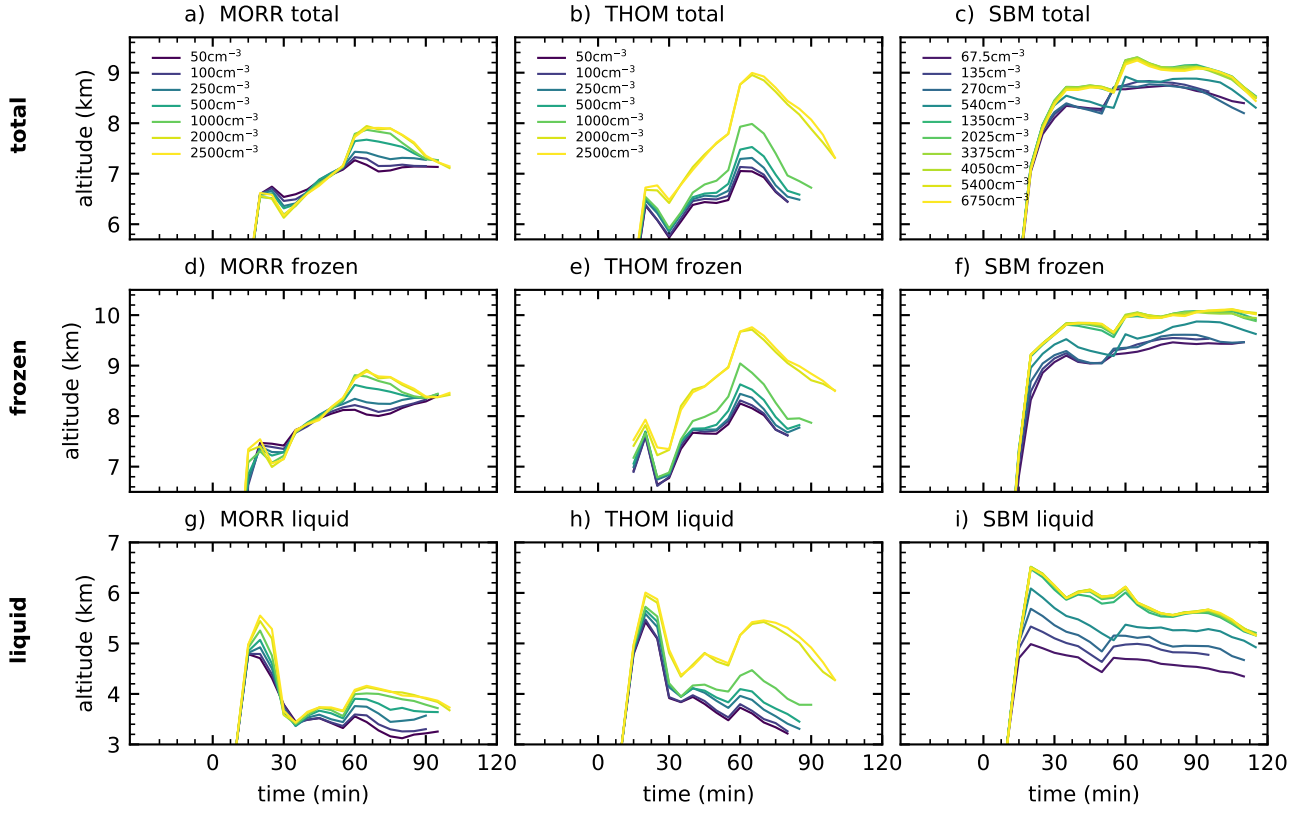 a)  MORR total
b)  THOM total
c)  SBM total
total
altitude (km)
9
8
7
6
50cm⁻³
100cm⁻³
250cm⁻³
500cm⁻³
1000cm⁻³
2000cm⁻³
2500cm⁻³
50cm⁻³
100cm⁻³
250cm⁻³
500cm⁻³
1000cm⁻³
2000cm⁻³
2500cm⁻³
67.5cm⁻³
135cm⁻³
270cm⁻³
540cm⁻³
1350cm⁻³
2025cm⁻³
3375cm⁻³
4050cm⁻³
5400cm⁻³
6750cm⁻³
d)  MORR frozen
e)  THOM frozen
f)  SBM frozen
frozen
altitude (km)
10
9
8
7
g)  MORR liquid
h)  THOM liquid
i)  SBM liquid
liquid
altitude (km)
7
6
5
4
3
0 30 60 90 120
0 30 60 90 120
0 30 60 90 120
time (min)
time (min)
time (min)